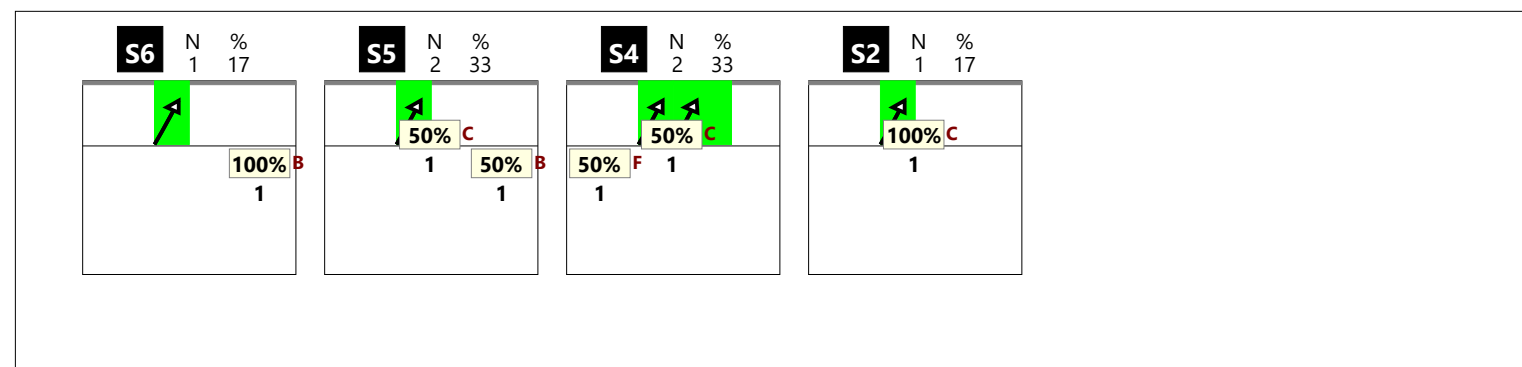 S6 N % 1 17
S5 N % 2 33
S4 N % 2 33
S2 N % 1 17
100% B
1
50% C
1
50% B
1
50% C
1
50% F
1
100% C
1